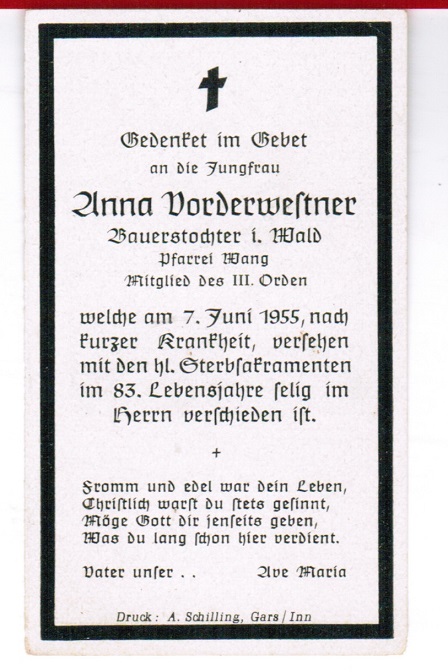 Gedenket im Gebet
an die Jungfrau
Anna Vorderwestner
Bauerstochter i. Wald
Pfarrei Wang
Mitglied des III. Orden
welche am 7. Juni 1955, nach
kurzer Krankheit, versehen
mit den hl. Sterbsakramenten
im 83. Lebensjahre selig im
Herrn verschieden ist.
Fromm und edel war dein Leben,
Christlich warst du stets gesinnt,
Möge Gott dir jenseits geben,
Was du lang schon hier verdient.
Vater unser . . Ave Maria
Druck: A. Schilling, Gars/Inn